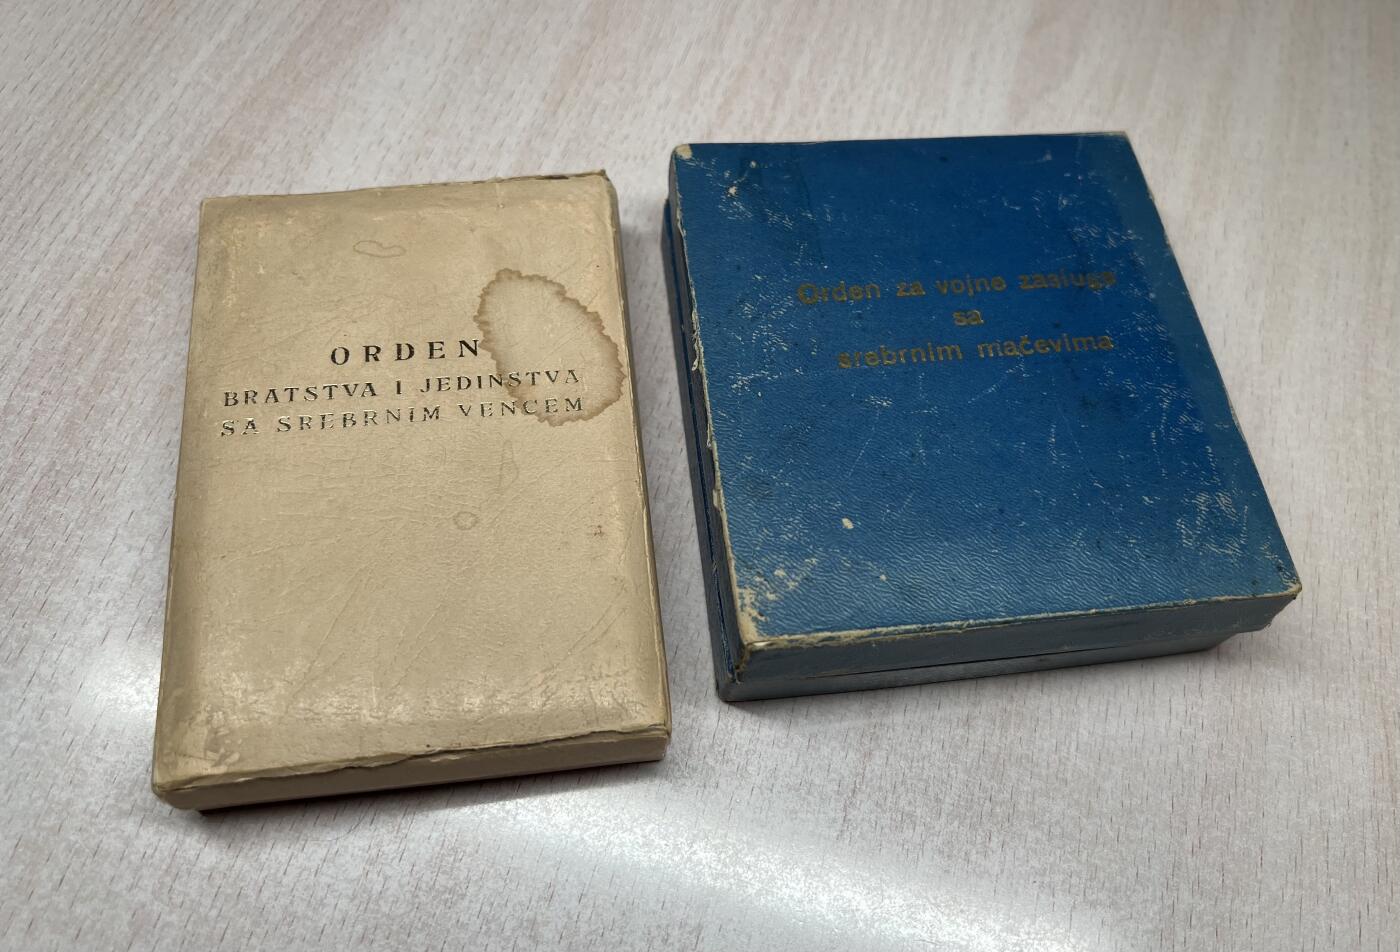 ORDEN
BRATSTVA I JEDINSTVA
SA SREBRNIM VENCEM
Orden za vojne zasluge
sa
srebrnim mačevima